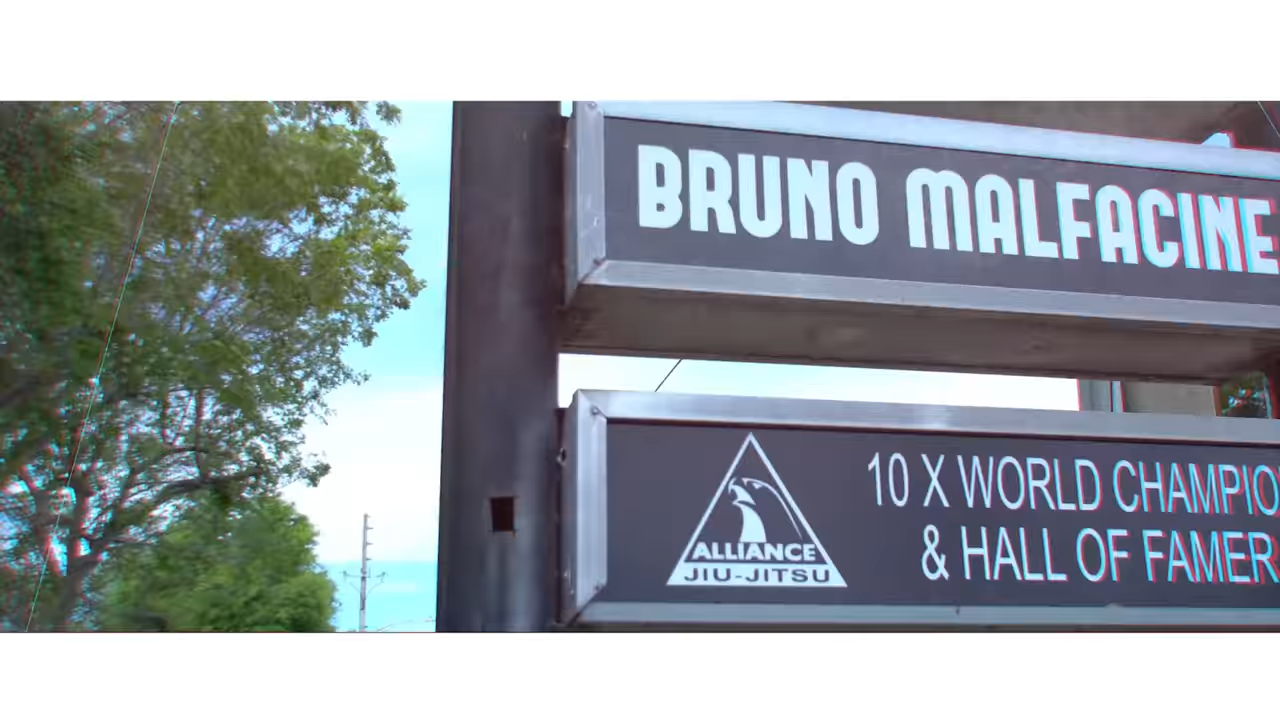 BRUNO MALFACINE
ALLIANCE
JIU-JITSU
10 X WORLD CHAMPIO
& HALL OF FAMER